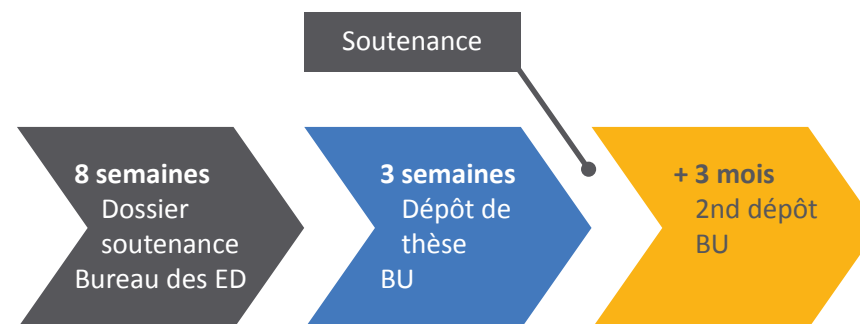 Soutenance
8 semaines
Dossier
soutenance
Bureau des ED
3 semaines
Dépôt de
thèse
BU
+ 3 mois
2nd dépôt
BU